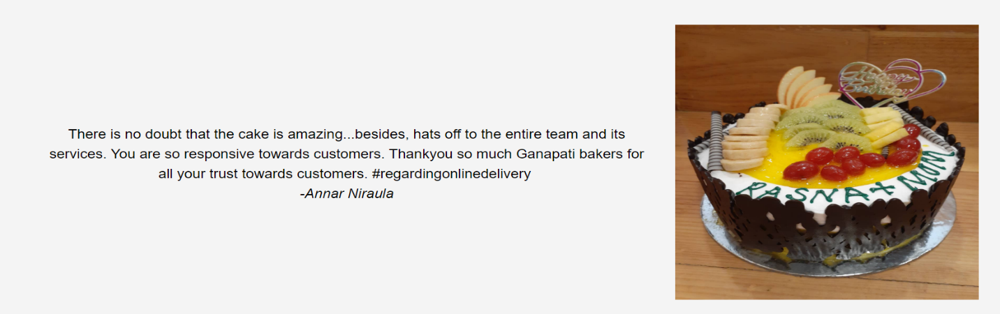 There is no doubt that the cake is amazing...besides, hats off to the entire team and its
services. You are so responsive towards customers. Thankyou so much Ganapati bakers for
all your trust towards customers. #regardingonlinedelivery
-Annar Niraula
Happy
Birthday
RASNA+MOM